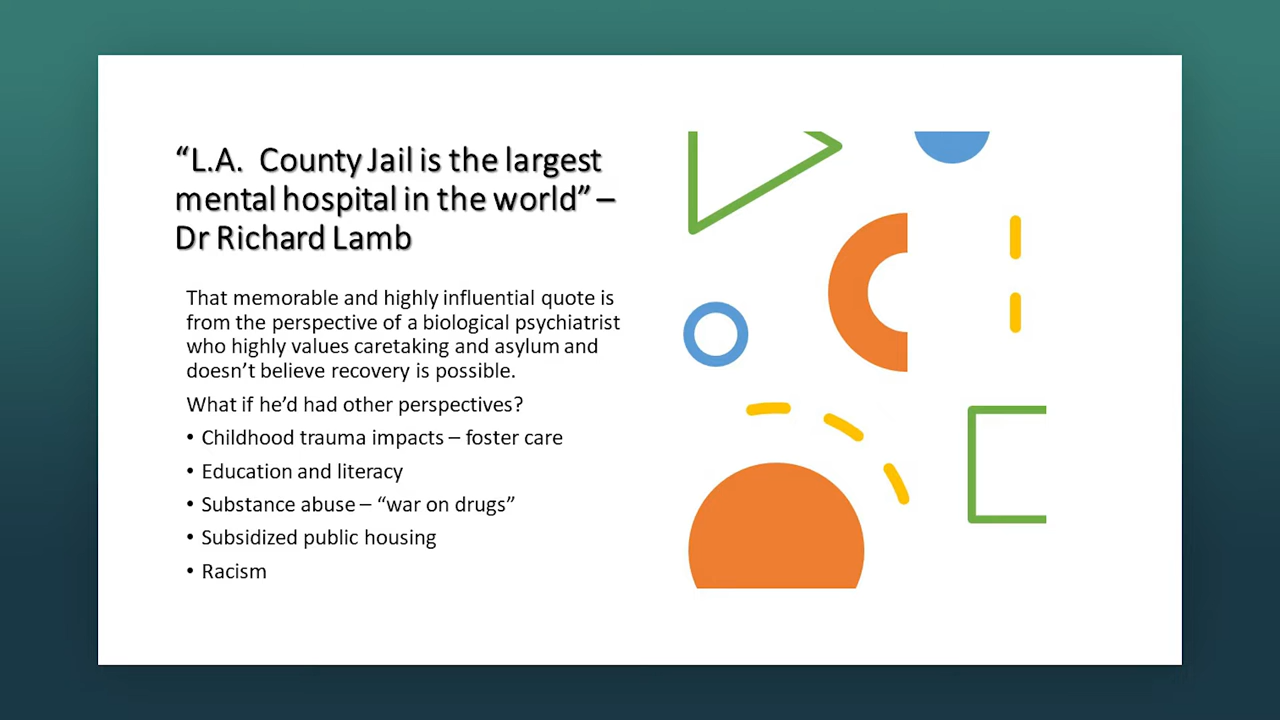 “L.A.  County Jail is the largest
mental hospital in the world” –
Dr Richard Lamb
That memorable and highly influential quote is
from the perspective of a biological psychiatrist
who highly values caretaking and asylum and
doesn’t believe recovery is possible.
What if he’d had other perspectives?
• Childhood trauma impacts – foster care
• Education and literacy
• Substance abuse – “war on drugs”
• Subsidized public housing
• Racism